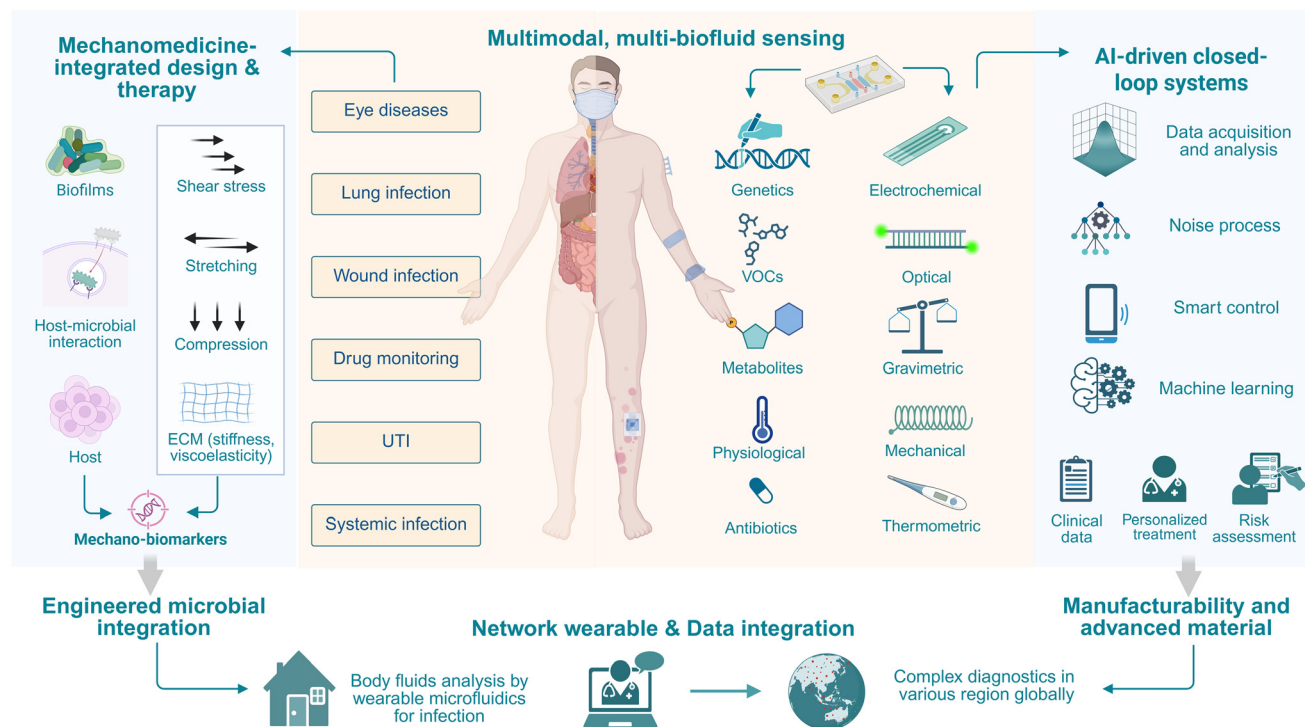 Mechanomedicine-
integrated design &
therapy
Biofilms
Host-microbial
interaction
Host
Shear stress
Stretching
Compression
ECM (stiffness,
viscoelasticity)
Mechano-biomarkers
Multimodal, multi-biofluid sensing
Eye diseases
Lung infection
Wound infection
Drug monitoring
UTI
Systemic infection
Genetics
VOCs
P
Metabolites
Physiological
Antibiotics
Electrochemical
Optical
Gravimetric
Mechanical
Thermometric
AI-driven closed-
loop systems
Data acquisition
and analysis
Noise process
Smart control
Machine learning
Clinical
data
Personalized
treatment
Risk
assessment
Engineered microbial
integration
Network wearable & Data integration
Manufacturability and
advanced material
Body fluids analysis by
wearable microfluidics
for infection
Complex diagnostics in
various region globally